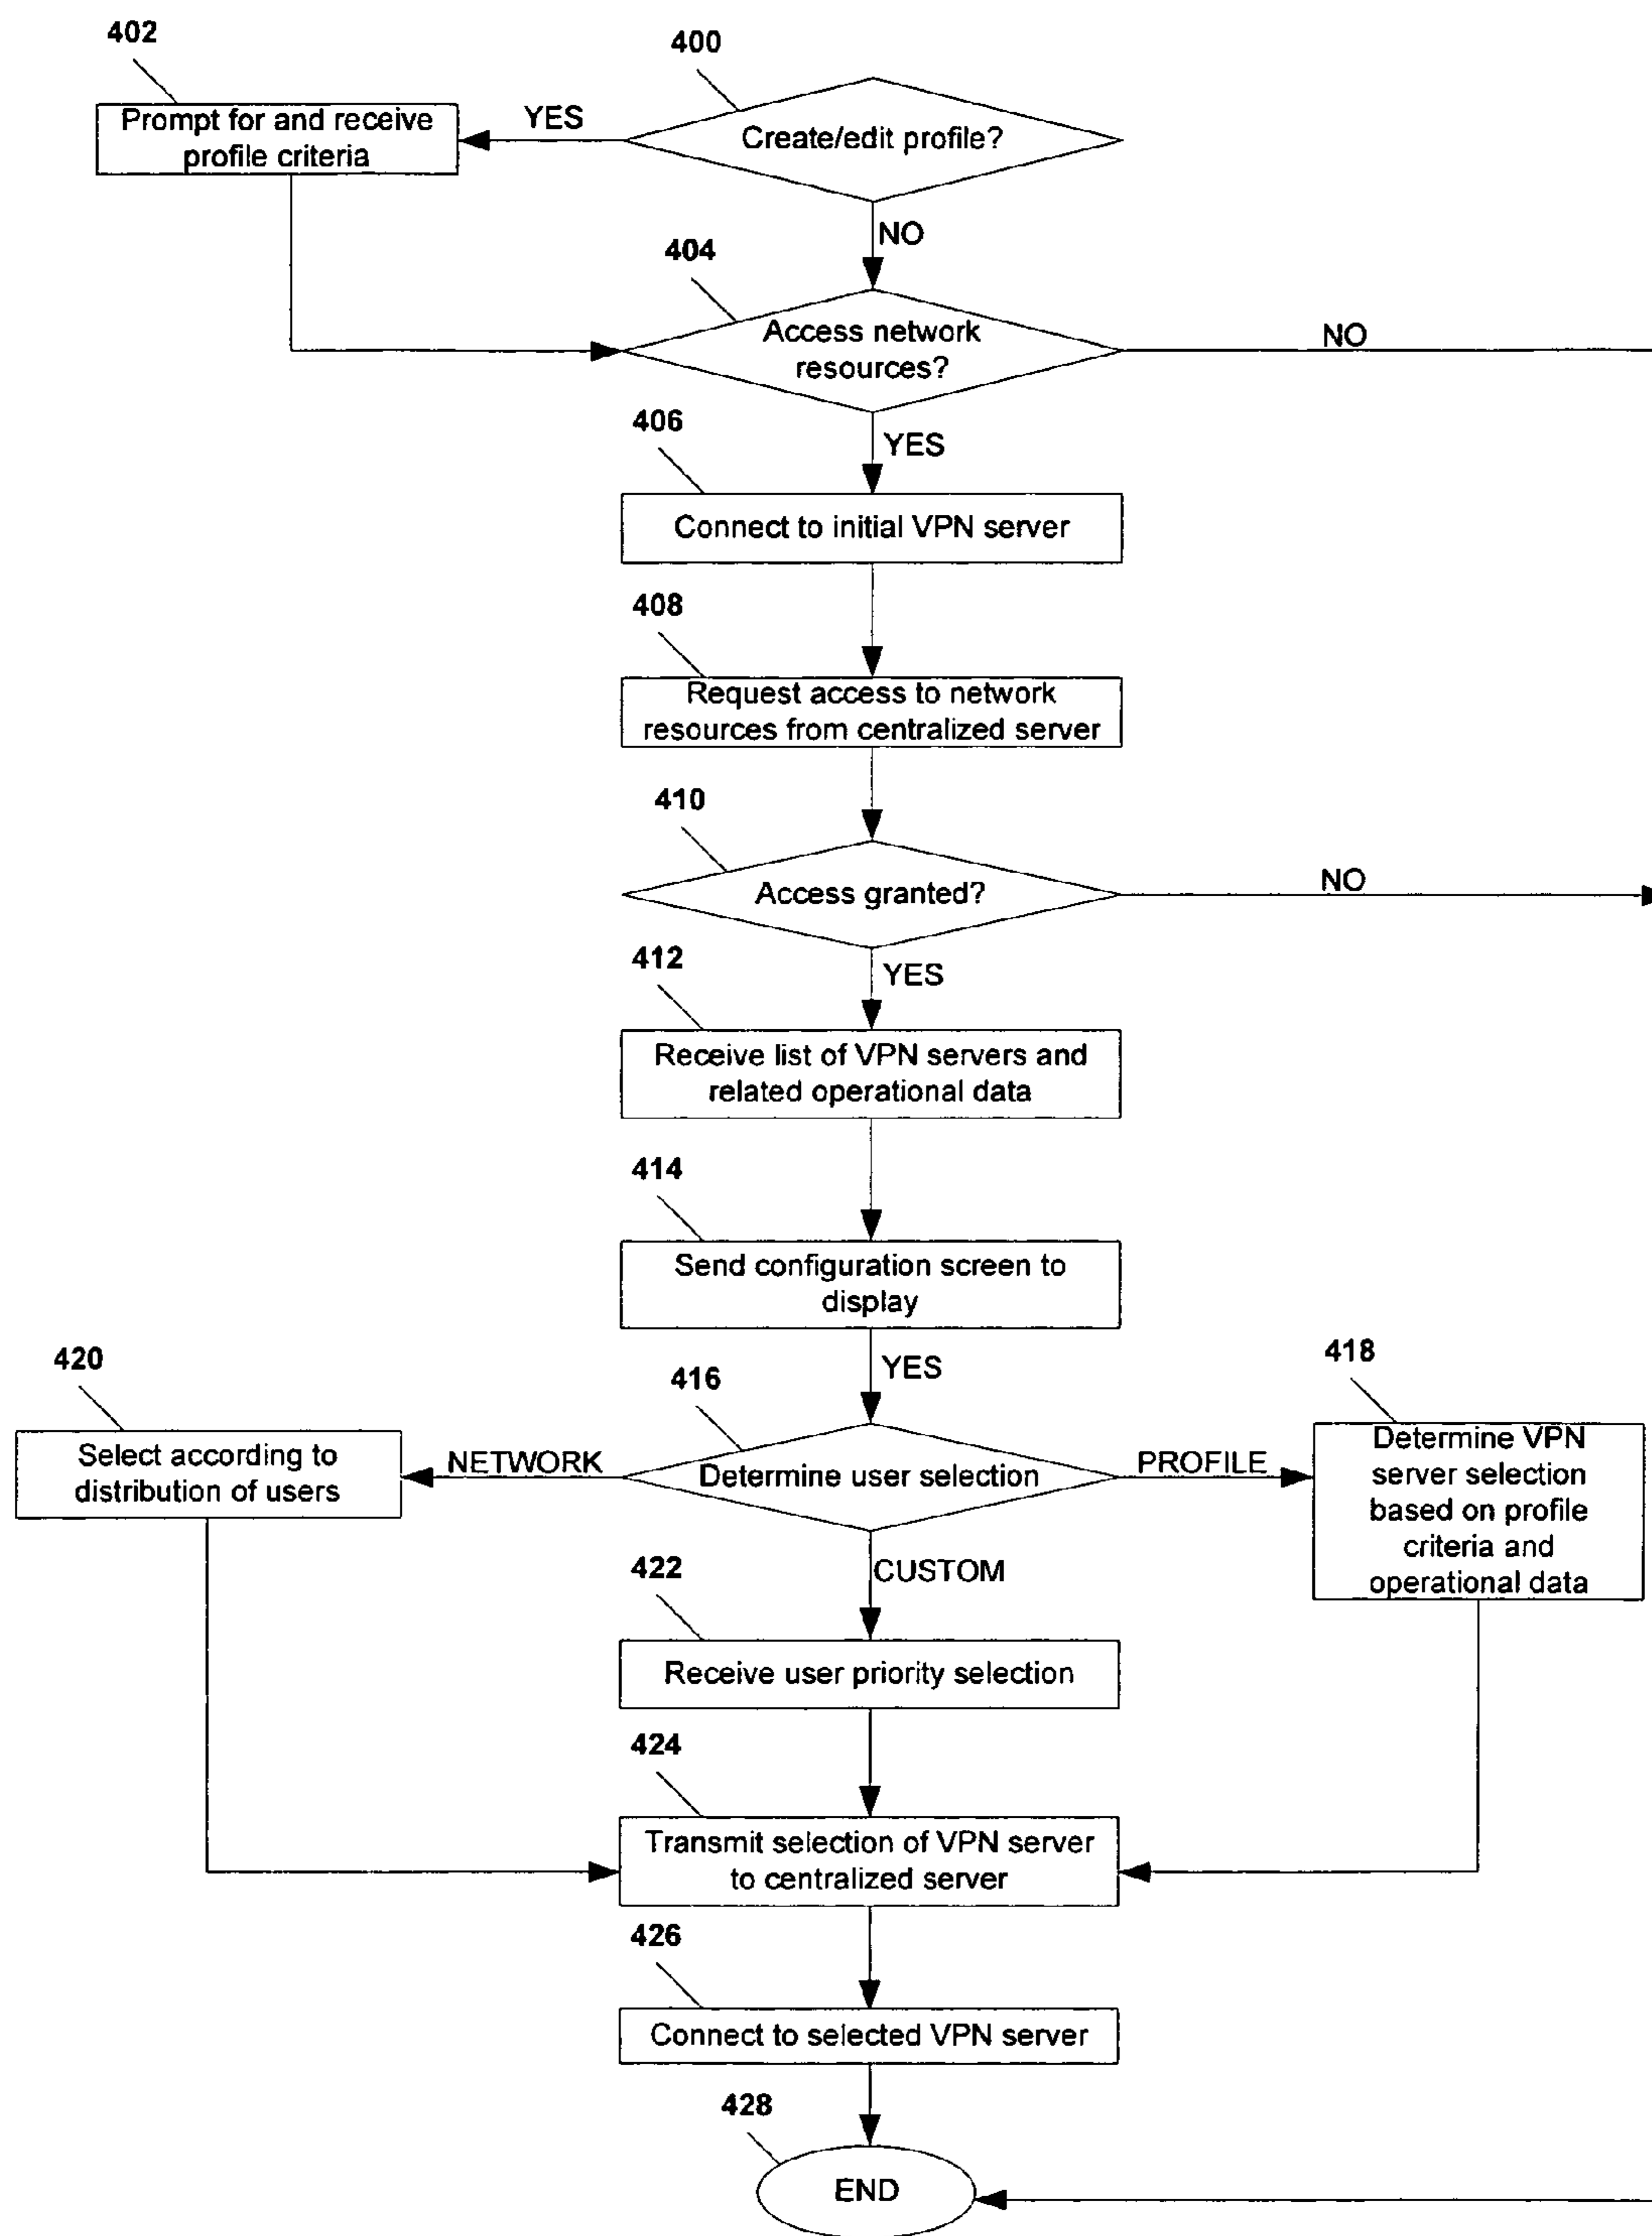 402
400
Prompt for and receive
profile criteria
YES
Create/edit profile?
NO
404
Access network
resources?
NO
406
YES
Connect to initial VPN server
408
Request access to network
resources from centralized server
410
Access granted?
NO
412
YES
Receive list of VPN servers and
related operational data
414
Send configuration screen to
display
420
416
YES
418
Select according to
distribution of users
NETWORK
Determine user selection
PROFILE
Determine VPN
server selection
based on profile
criteria and
operational data
422
CUSTOM
Receive user priority selection
424
Transmit selection of VPN server
to centralized server
426
Connect to selected VPN server
428
END